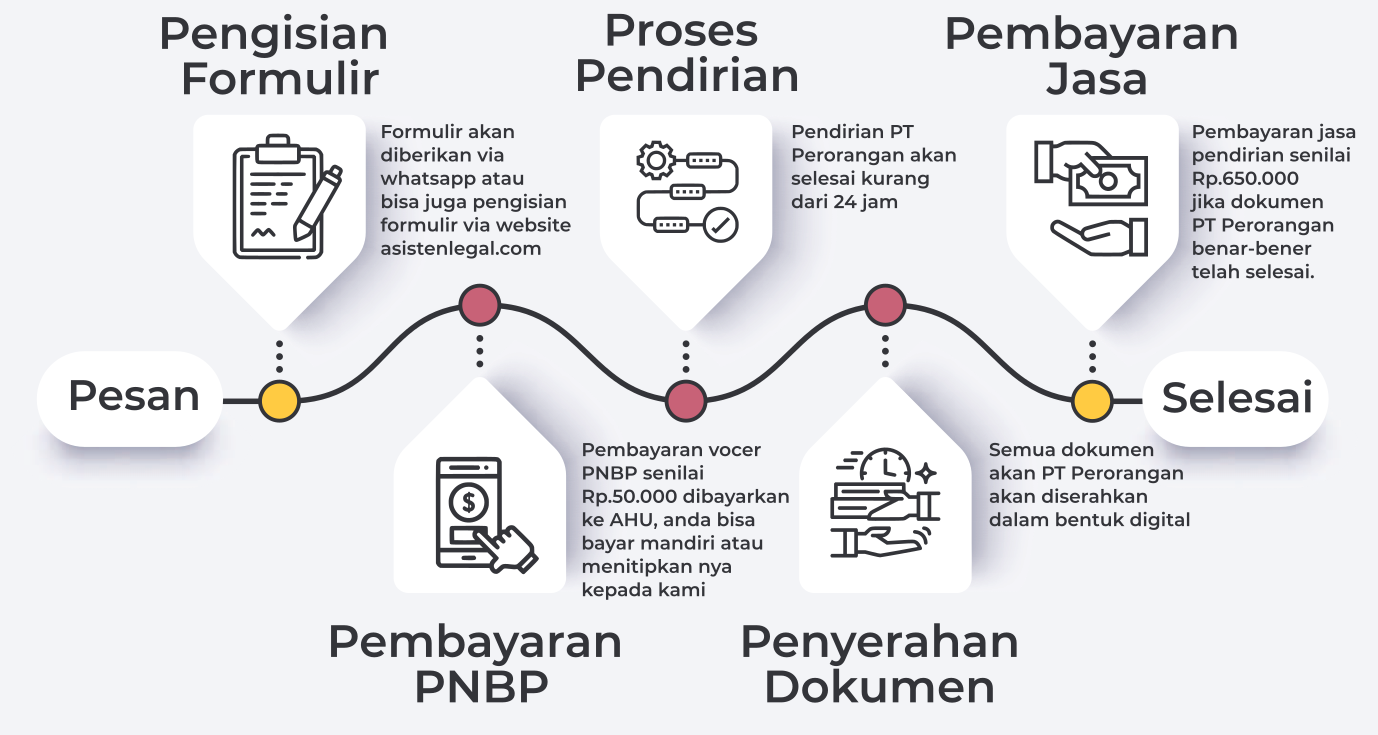 Pesan
Pengisian
Formulir
Formulir akan
diberikan via
whatsapp atau
bisa juga pengisian
formulir via website
asistenlegal.com
Pembayaran
PNBP
Pembayaran vocer
PNBP senilai
Rp.50.000 dibayarkan
ke AHU, anda bisa
bayar mandiri atau
menitipkan nya
kepada kami
Proses
Pendirian
Pendirian PT
Perorangan akan
selesai kurang
dari 24 jam
Penyerahan
Dokumen
Semua dokumen
akan PT Perorangan
akan diserahkan
dalam bentuk digital
Pembayaran
Jasa
Pembayaran jasa
pendirian senilai
Rp.650.000
jika dokumen
PT Perorangan
benar-bener
telah selesai.
Selesai
$